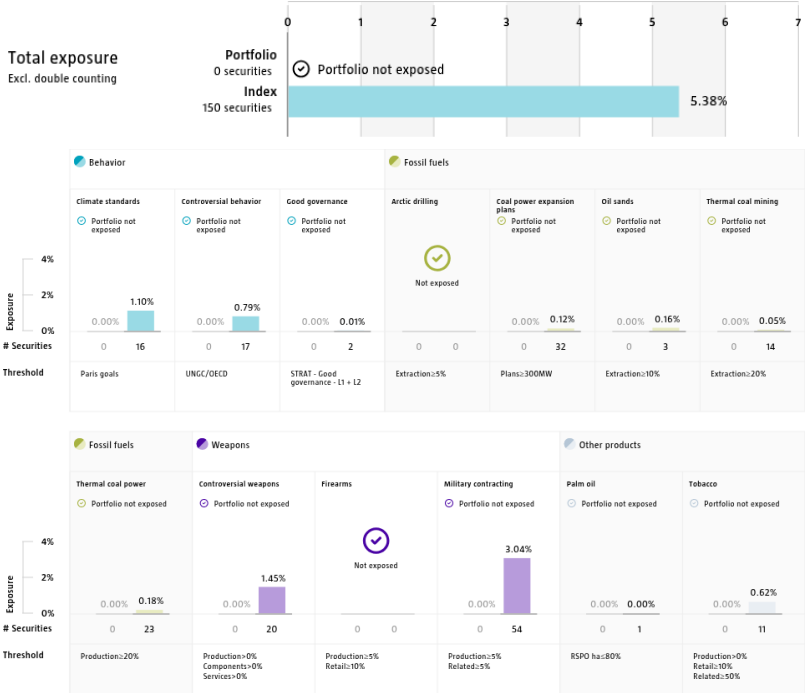 0 1 2 3 4 5 6 7
Total exposure
Excl. double counting
Portfolio
0 securities
Portfolio not exposed
Index
150 securities
5.38%
Behavior
Fossil fuels
Climate standards
Controversial behavior
Good governance
Arctic drilling
Coal power expansion
plans
Oil sands
Thermal coal mining
Portfolio not
exposed
Portfolio not
exposed
Portfolio not
exposed
Not exposed
Portfolio not
exposed
Portfolio not
exposed
Portfolio not
exposed
Exposure
4%
2%
0%
0.00% 1.10%
0.00% 0.79%
0.00% 0.01%
0.00% 0.12%
0.00% 0.16%
0.00% 0.05%
# Securities
0 16
0 17
0 2
0 0
0 32
0 3
0 14
Threshold
Paris goals
UNGC/OECD
STRAT - Good
governance - L1 + L2
Extraction≥5%
Plans≥300MW
Extraction≥10%
Extraction≥20%
Fossil fuels
Weapons
Other products
Thermal coal power
Controversial weapons
Firearms
Military contracting
Palm oil
Tobacco
Portfolio not exposed
Portfolio not exposed
Not exposed
Portfolio not exposed
Portfolio not exposed
Portfolio not exposed
Exposure
4%
2%
0%
0.00% 0.18%
0.00% 1.45%
0.00% 3.04%
0.00% 0.00%
0.00% 0.62%
# Securities
0 23
0 20
0 0
0 54
0 1
0 11
Threshold
Production≥20%
Production>0%
Components>0%
Services>0%
Production≥5%
Retail≥10%
Production≥5%
Related≥5%
RSPO ha≤80%
Production>0%
Retail≥10%
Related≥50%